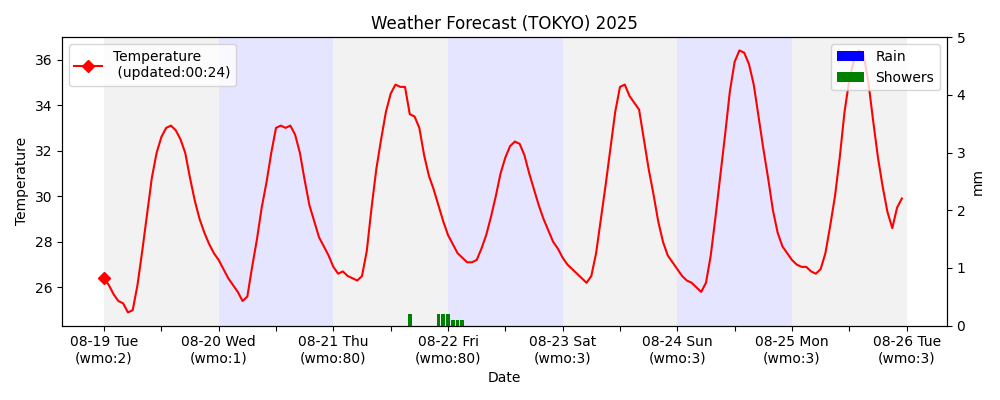 Weather Forecast (TOKYO) 2025
Temperature
(updated:00:24)
Rain
Showers
36
34
32
30
28
26
Temperature
5
4
3
2
1
0
mm
08-19 Tue
(wmo:2)
08-20 Wed
(wmo:1)
08-21 Thu
(wmo:80)
08-22 Fri
(wmo:80)
08-23 Sat
(wmo:3)
08-24 Sun
(wmo:3)
08-25 Mon
(wmo:3)
08-26 Tue
(wmo:3)
Date